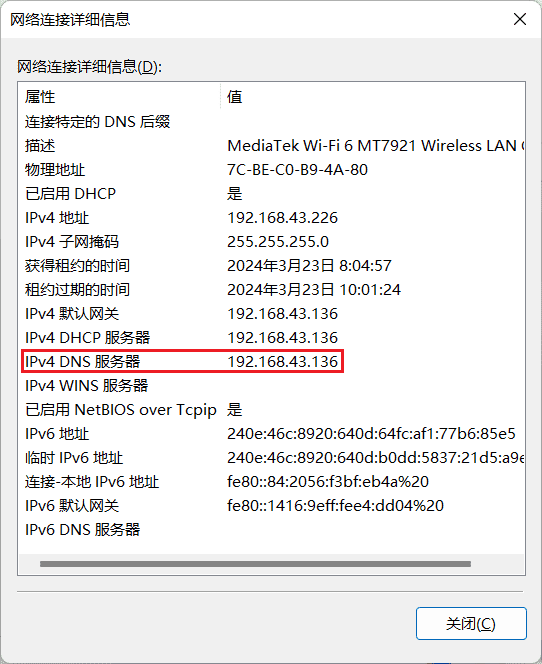 网络连接详细信息
网络连接详细信息(D):
属性 值
连接特定的 DNS 后缀
描述 MediaTek Wi-Fi 6 MT7921 Wireless LAN
物理地址 7C-BE-C0-B9-4A-80
已启用 DHCP 是
IPv4 地址 192.168.43.226
IPv4 子网掩码 255.255.255.0
获得租约的时间 2024年3月23日 8:04:57
租约过期的时间 2024年3月23日 10:01:24
IPv4 默认网关 192.168.43.136
IPv4 DHCP 服务器 192.168.43.136
IPv4 DNS 服务器 192.168.43.136
IPv4 WINS 服务器
已启用 NetBIOS over Tcpip 是
IPv6 地址 240e:46c:8920:640d:64fc:af1:77b6:85e5
临时 IPv6 地址 240e:46c:8920:640d:b0dd:5837:21d5:a9e
连接-本地 IPv6 地址 fe80::84:2056:f3bf:eb4a%20
IPv6 默认网关 fe80::1416:9eff:fee4:dd04%20
IPv6 DNS 服务器
关闭(C)